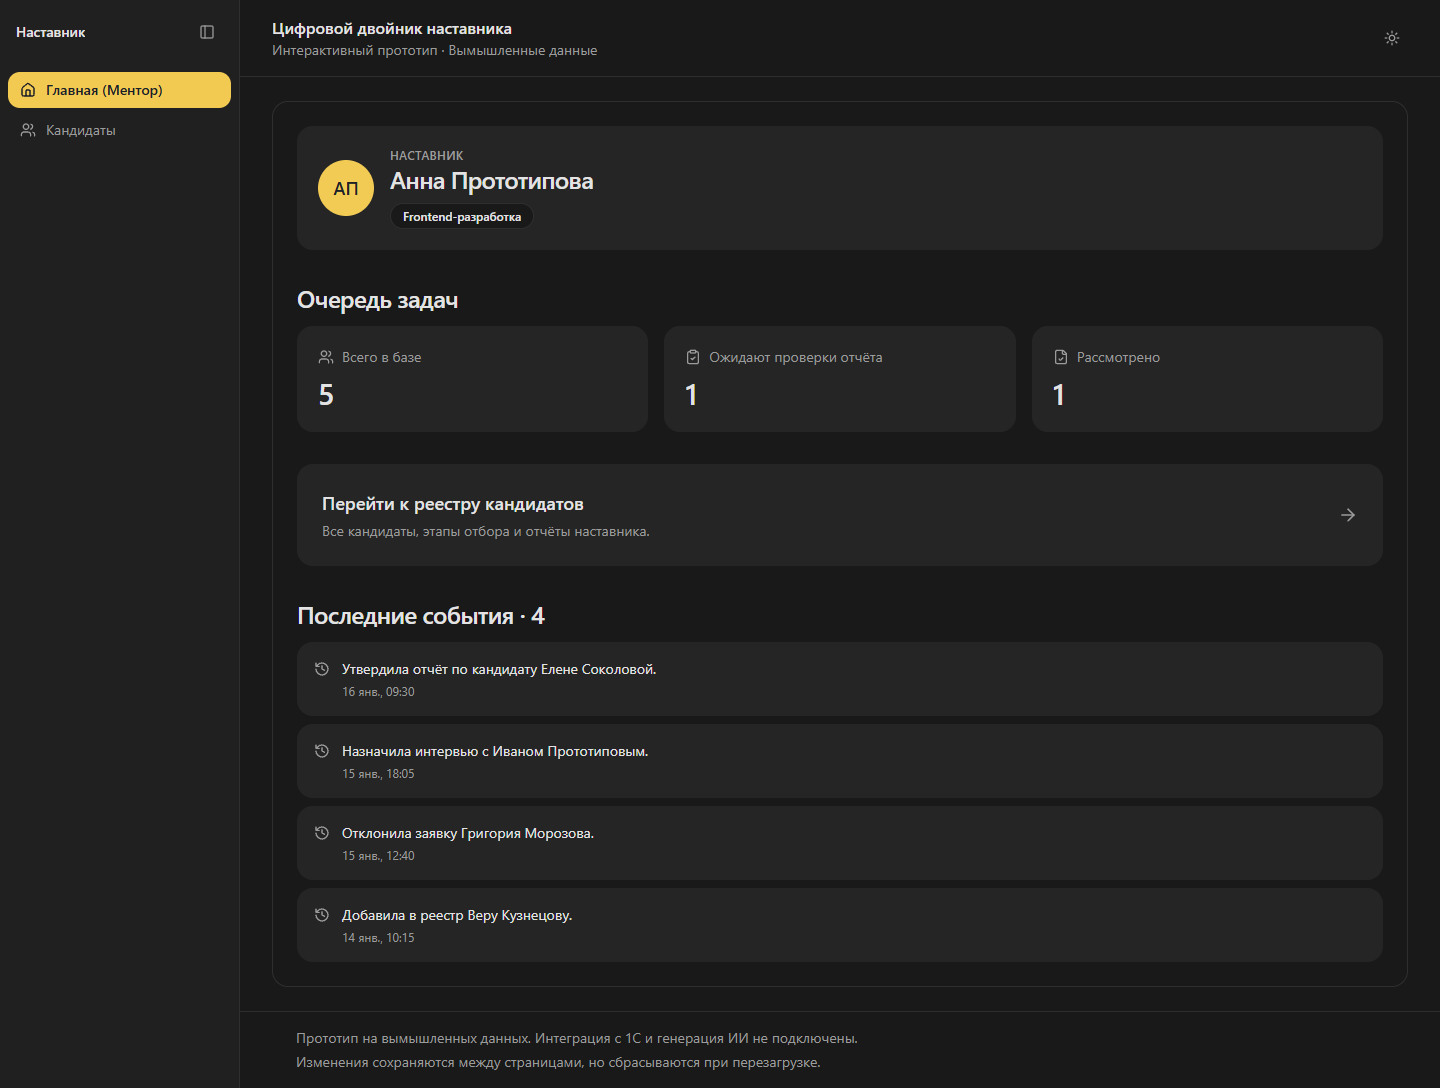 Наставник
Главная (Ментор)
Кандидаты
Цифровой двойник наставника
Интерактивный прототип · Вымышленные данные
АП
НАСТАВНИК
Анна Прототипова
Frontend-разработка
Очередь задач
Всего в базе
5
Ожидают проверки отчёта
1
Рассмотрено
1
Перейти к реестру кандидатов
Все кандидаты, этапы отбора и отчёты наставника.
Последние события · 4
Утвердила отчёт по кандидату Елене Соколовой.
16 янв., 09:30
Назначила интервью с Иваном Прототиповым.
15 янв., 18:05
Отклонила заявку Григория Морозова.
15 янв., 12:40
Добавила в реестр Веру Кузнецову.
14 янв., 10:15
Прототип на вымышленных данных. Интеграция с 1С и генерация ИИ не подключены.
Изменения сохраняются между страницами, но сбрасываются при перезагрузке.